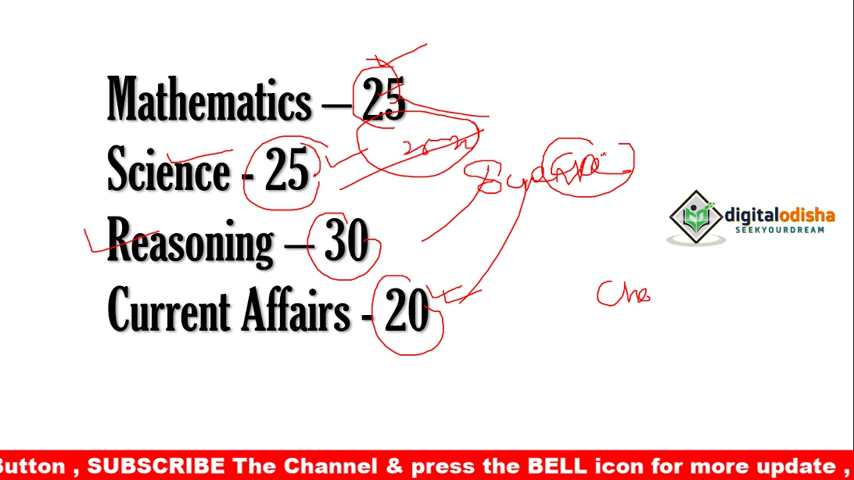 Mathematics – 25
Science - 25
Reasoning – 30
Current Affairs - 20
digitalodisha
SEEKYOURDREAM
Che
Button , SUBSCRIBE The Channel & press the BELL icon for more update ,